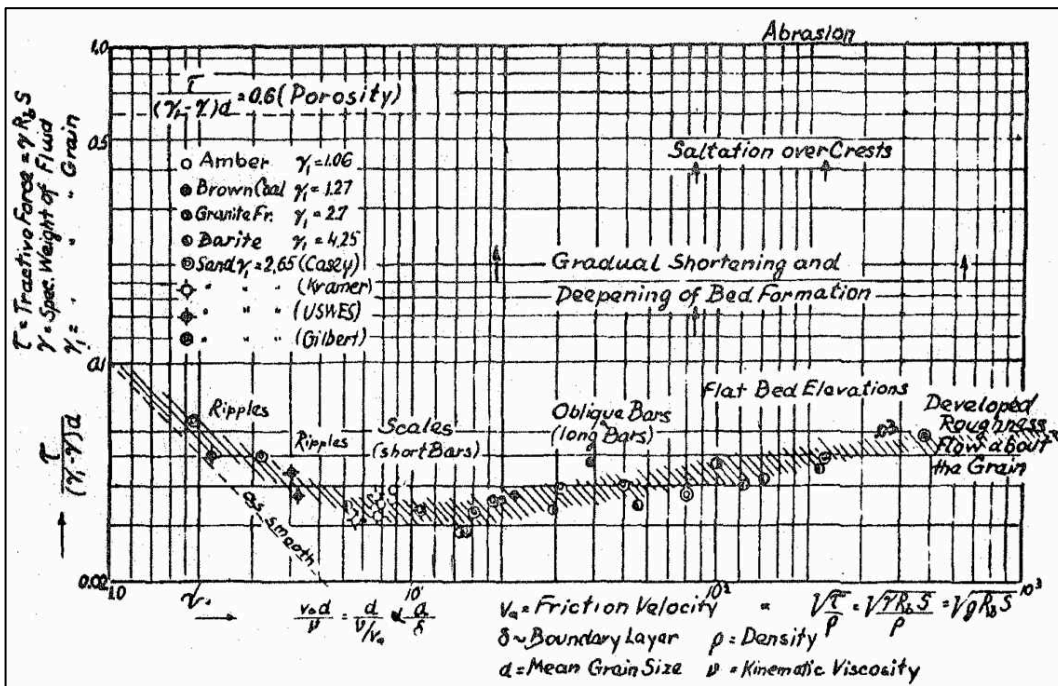 Abrasion
1.0
τ/(γ₁-γ)d = 0.6 (Porosity)
Amber γ₁=1.06
Brown Coal γ₁=1.27
Granite Fr. γ₁=2.7
Barite γ₁=4.25
Sand γ₁=2.65 (Casey)
" " " (Kramer)
" " " (USWES)
" " " (Gilbert)
0.5
Saltation over Crests
Gradual Shortening and
Deepening of Bed Formation
τ = Tractive Force = γ R_b S
γ = Spec. Weight of Fluid
γ₁ = " " " Grain
0.1
Flat Bed Elevations
Ripples
Oblique Bars
(long Bars)
Scales
(short Bars)
Ripples
Developed
Roughness
Flow about
the Grain
τ/(γ₁-γ)d
smooth
0.02
1.0
10¹
10²
10³
d = Mean Grain Size ν = Kinematic Viscosity
δ ~ Boundary Layer ρ = Density
= Friction Velocity = √τ/ρ = √γR_bS/ρ = √gR_bS